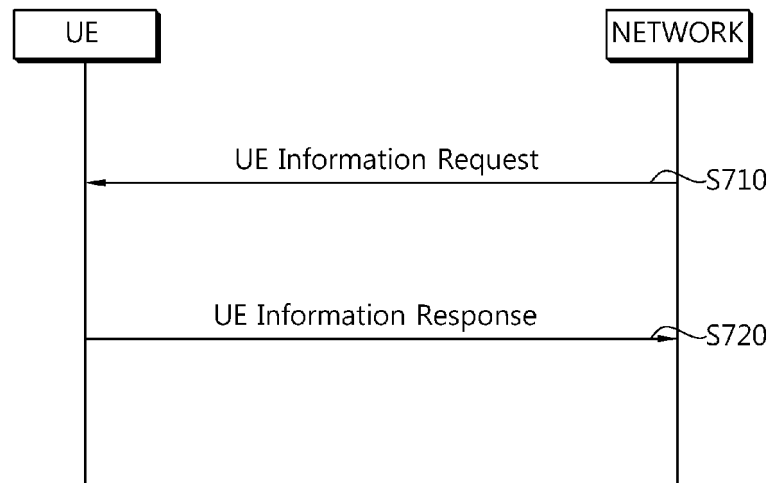 UE
NETWORK
UE Information Request
S710
UE Information Response
S720